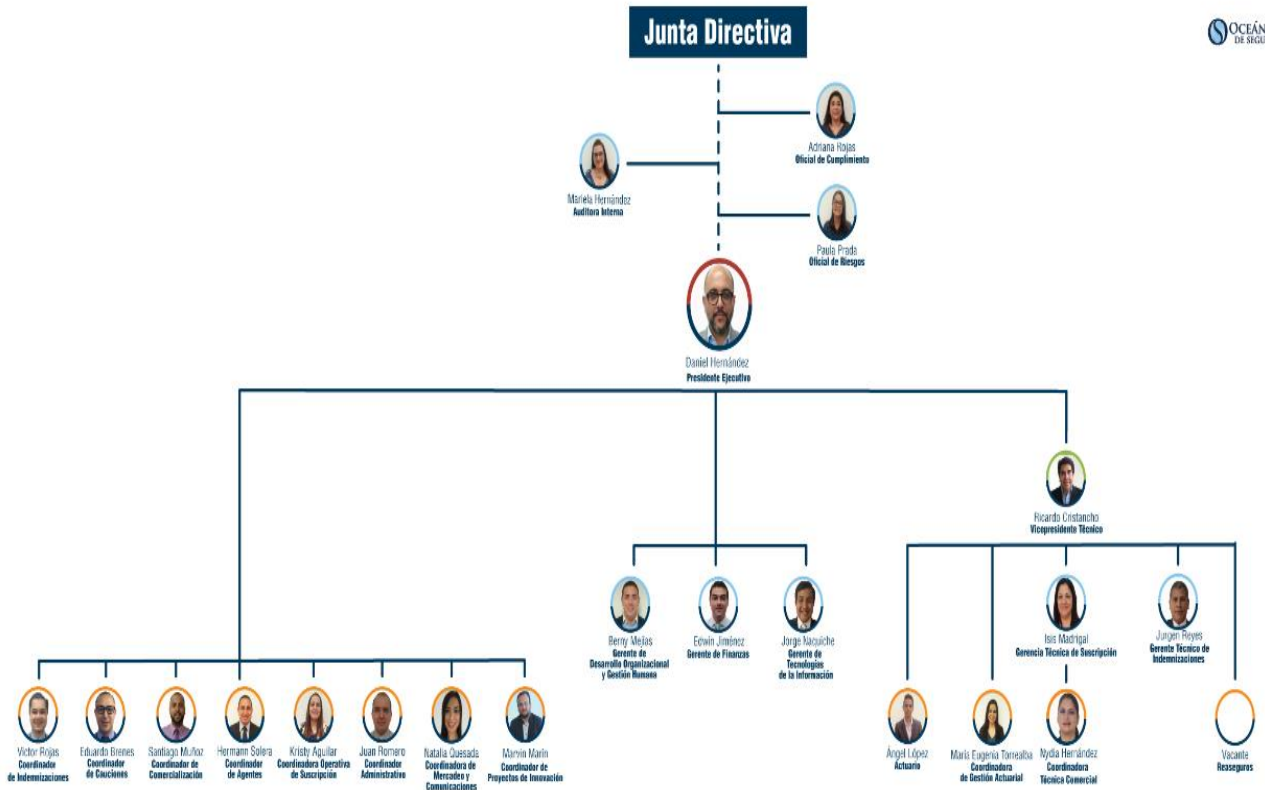 Junta Directiva
OCEÁN
DE SEGU
Adriana Rojas
Oficial de Cumplimiento
Mariela Hernández
Auditora Interna
Paula Prada
Oficial de Riesgos
Daniel Hernández
Presidente Ejecutivo
Ricardo Cristancho
Vicepresidente Técnico
Berny Mejías
Gerente de
Desarrollo Organizacional
y Gestión Humana
Edwin Jiménez
Gerente de Finanzas
Jorge Naquiche
Gerente de
Tecnologías
de la Información
Isis Madrigal
Gerencia Técnica de Suscripción
Jurgen Reyes
Gerente Técnico de
Indemnizaciones
Victor Rojas
Coordinador
de Indemnizaciones
Eduardo Brenes
Coordinador
de Cauciones
Santiago Muñoz
Coordinador de
Comercialización
Hermann Solera
Coordinador
de Agentes
Kristy Aguilar
Coordinadora Operativa
de Suscripción
Juan Romero
Coordinador
Administrativo
Natalia Quesada
Coordinadora de
Mercadeo y
Comunicaciones
Marvin Marín
Coordinador de
Proyectos de Innovación
Ángel López
Actuario
María Eugenia Torrealba
Coordinadora
de Gestión Actuarial
Nydia Hernández
Coordinadora
Técnica Comercial
Vacante
Reaseguros